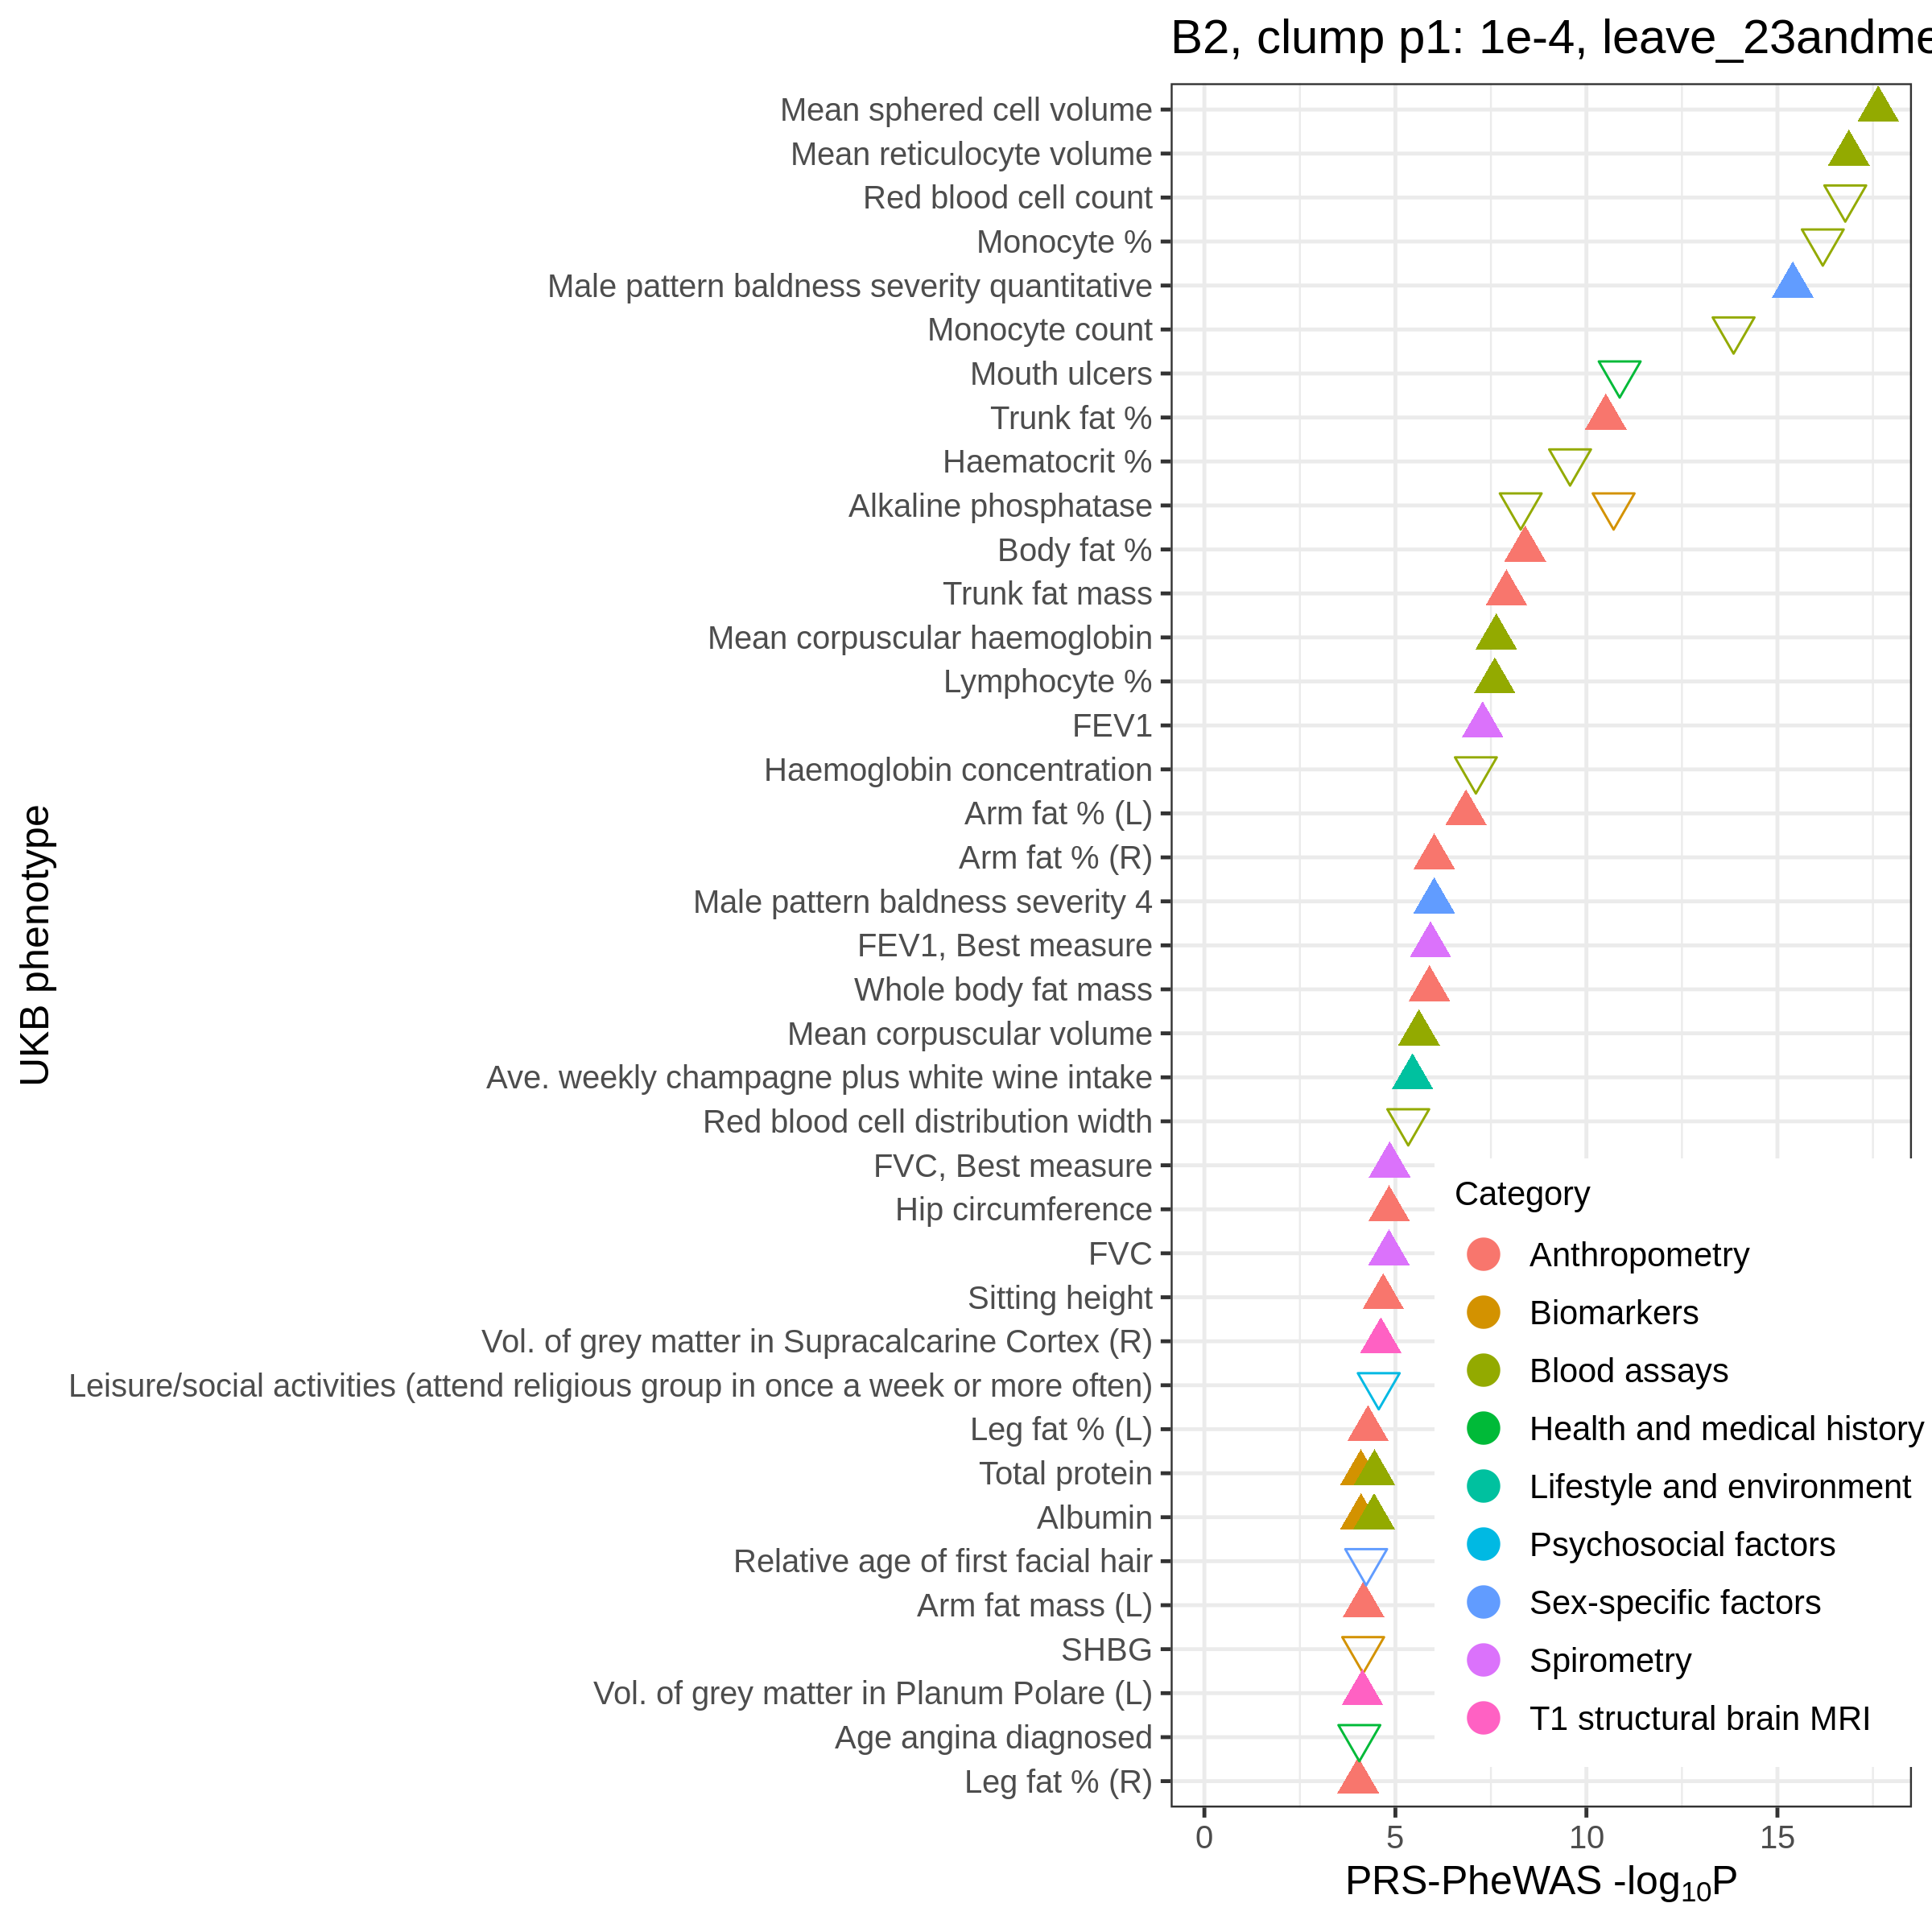 B2, clump p1: 1e-4, leave_23andme
Mean sphered cell volume
Mean reticulocyte volume
Red blood cell count
Monocyte %
Male pattern baldness severity quantitative
Monocyte count
Mouth ulcers
Trunk fat %
Haematocrit %
Alkaline phosphatase
Body fat %
Trunk fat mass
Mean corpuscular haemoglobin
Lymphocyte %
FEV1
Haemoglobin concentration
Arm fat % (L)
Arm fat % (R)
Male pattern baldness severity 4
FEV1, Best measure
Whole body fat mass
Mean corpuscular volume
Ave. weekly champagne plus white wine intake
Red blood cell distribution width
FVC, Best measure
Hip circumference
FVC
Sitting height
Vol. of grey matter in Supracalcarine Cortex (R)
Leisure/social activities (attend religious group in once a week or more often)
Leg fat % (L)
Total protein
Albumin
Relative age of first facial hair
Arm fat mass (L)
SHBG
Vol. of grey matter in Planum Polare (L)
Age angina diagnosed
Leg fat % (R)
UKB phenotype
Category
Anthropometry
Biomarkers
Blood assays
Health and medical history
Lifestyle and environment
Psychosocial factors
Sex-specific factors
Spirometry
T1 structural brain MRI
0 5 10 15
PRS-PheWAS -log10P